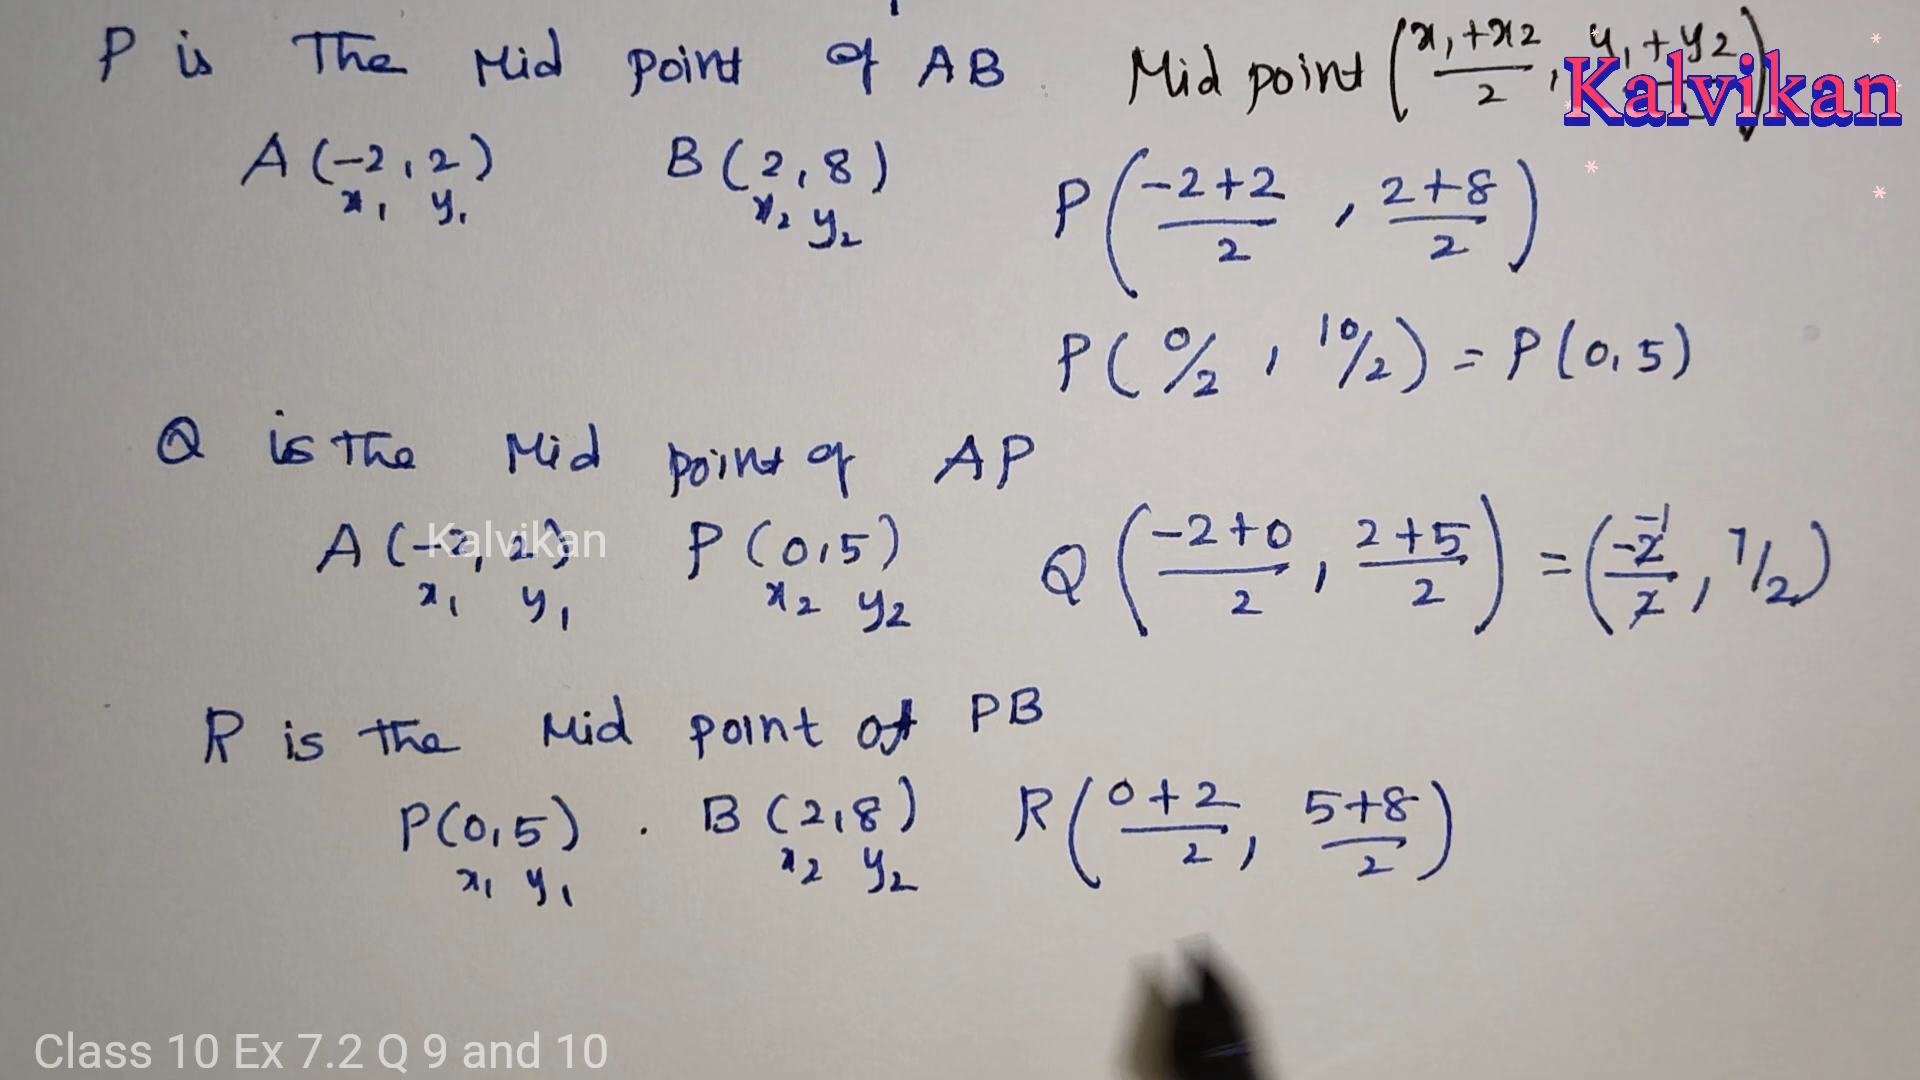 P is The Mid point of AB Mid point (x₁+x₂/2, y₁+y₂/2)
Kalvikan
A(-2, 2) B(2, 8)
x₁ y₁ x₂ y₂
P(-2+2/2, 2+8/2)
P(0/2, 10/2) = P(0, 5)
Q is The Mid point of AP
A(-2, 2) P(0, 5) Q(-2+0/2, 2+5/2) = (-2/2 -1, 7/2)
Kalvikan
x₁ y₁ x₂ y₂
R is the Mid point of PB
P(0, 5) . B(2, 8) R(0+2/2, 5+8/2)
x₁ y₁ x₂ y₂
Class 10 Ex 7.2 Q 9 and 10